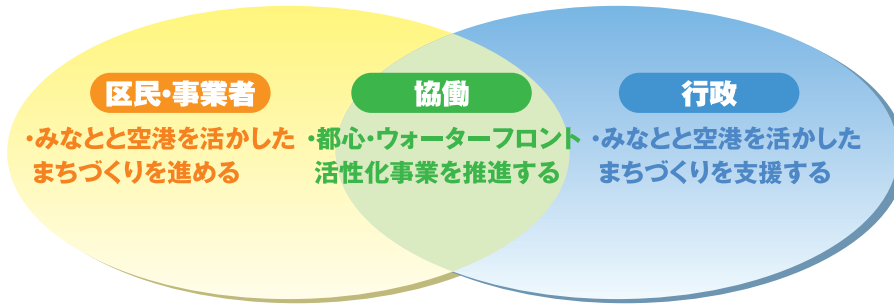 区民・事業者
・みなとと空港を活かした
まちづくりを進める
協働
・都心・ウォーターフロント
活性化事業を推進する
行政
・みなとと空港を活かした
まちづくりを支援する